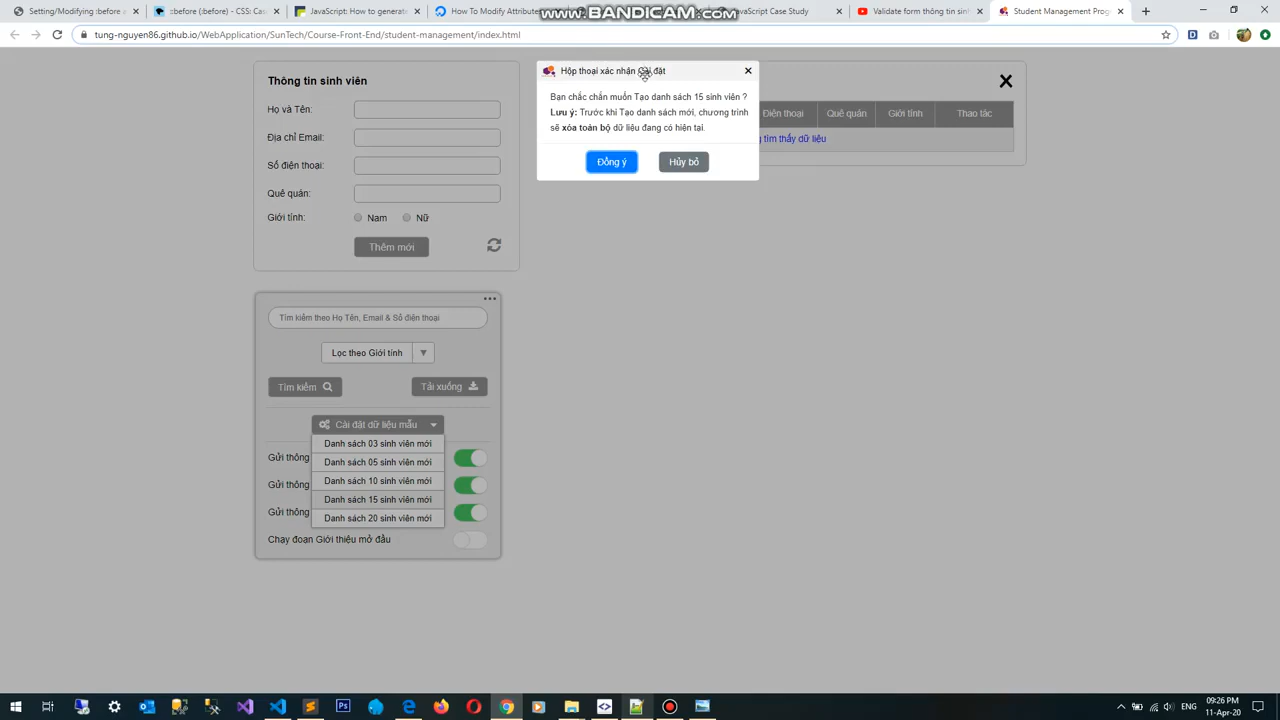 Setting/Modifying :before a
:before (before) - CSS: Cas
JavaScript: How to generate
How To Modify Attribute
JavaScript Case Study
Validate form thông tin sinh
Student Management Prog
www.BANDICAM.com
tung-nguyen86.github.io/WebApplication/SunTech/Course-Front-End/student-management/index.html
Thông tin sinh viên
Họ và Tên:
Địa chỉ Email:
Số điện thoại:
Quê quán:
Giới tính:
Nam
Nữ
Thêm mới
Hộp thoại xác nhận Cài đặt
Bạn chắc chắn muốn Tạo danh sách 15 sinh viên ?
Lưu ý: Trước khi Tạo danh sách mới, chương trình
sẽ xóa toàn bộ dữ liệu đang có hiện tại.
Đồng ý
Hủy bỏ
Điện thoại
Quê quán
Giới tính
Thao tác
tìm thấy dữ liệu
Tìm kiếm theo Họ Tên, Email & Số điện thoại
Lọc theo Giới tính
Tìm kiếm
Tải xuống
Cài đặt dữ liệu mẫu
Danh sách 03 sinh viên mới
Gửi thông
Danh sách 05 sinh viên mới
Danh sách 10 sinh viên mới
Gửi thông
Danh sách 15 sinh viên mới
Gửi thông
Danh sách 20 sinh viên mới
Chạy đoạn Giới thiệu mở đầu
ENG
09:26 PM
11-Apr-20